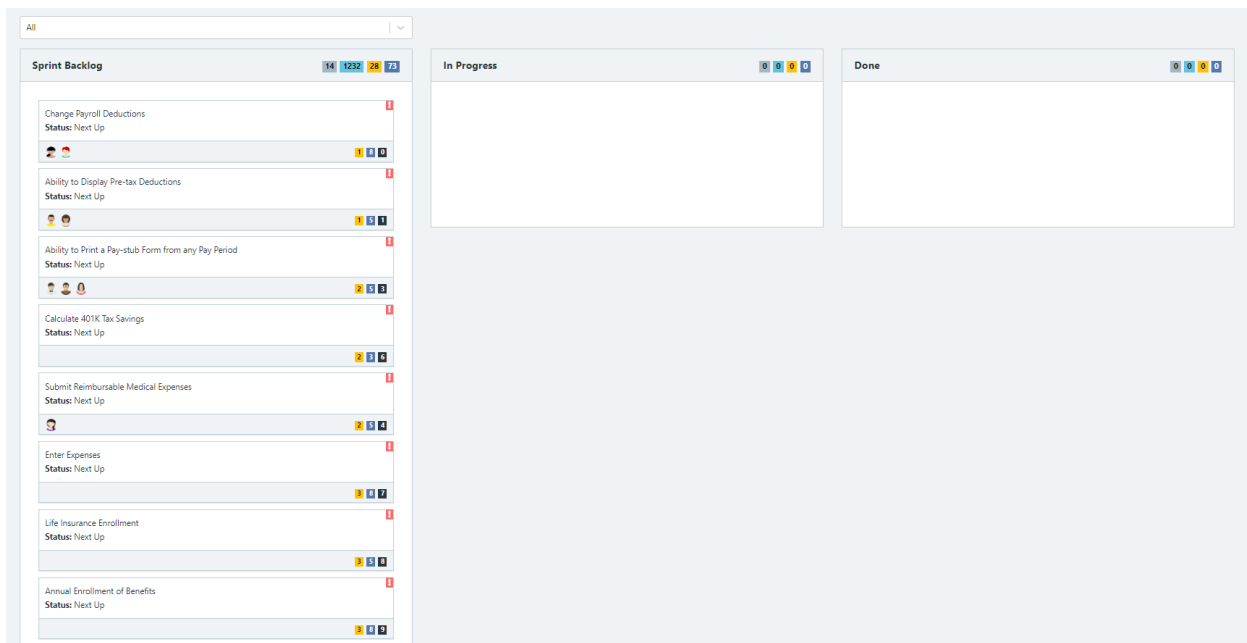 All
Sprint Backlog 14 1232 28 73
Change Payroll Deductions
Status: Next Up
1 8 0
Ability to Display Pre-tax Deductions
Status: Next Up
1 5 1
Ability to Print a Pay-stub Form from any Pay Period
Status: Next Up
2 5 3
Calculate 401K Tax Savings
Status: Next Up
2 3 6
Submit Reimbursable Medical Expenses
Status: Next Up
2 5 4
Enter Expenses
Status: Next Up
3 8 7
Life Insurance Enrollment
Status: Next Up
3 5 8
Annual Enrollment of Benefits
Status: Next Up
3 8 9
In Progress 0 0 0 0
Done 0 0 0 0